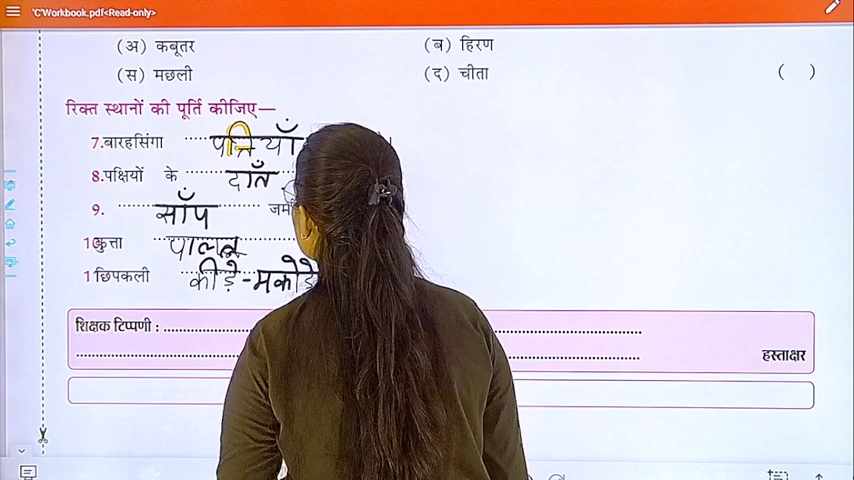 'C'Workbook.pdf<Read-only>
(अ) कबूतर (ब) हिरण
(स) मछली (द) चीता ( )
रिक्त स्थानों की पूर्ति कीजिए—
7.बारहसिंगा पत्तियाँ
8.पक्षियों के दाँत
9. साँप
10.कुत्ता पालतू
11.छिपकली कीड़े-मकोड़े
शिक्षक टिप्पणी :
हस्ताक्षर